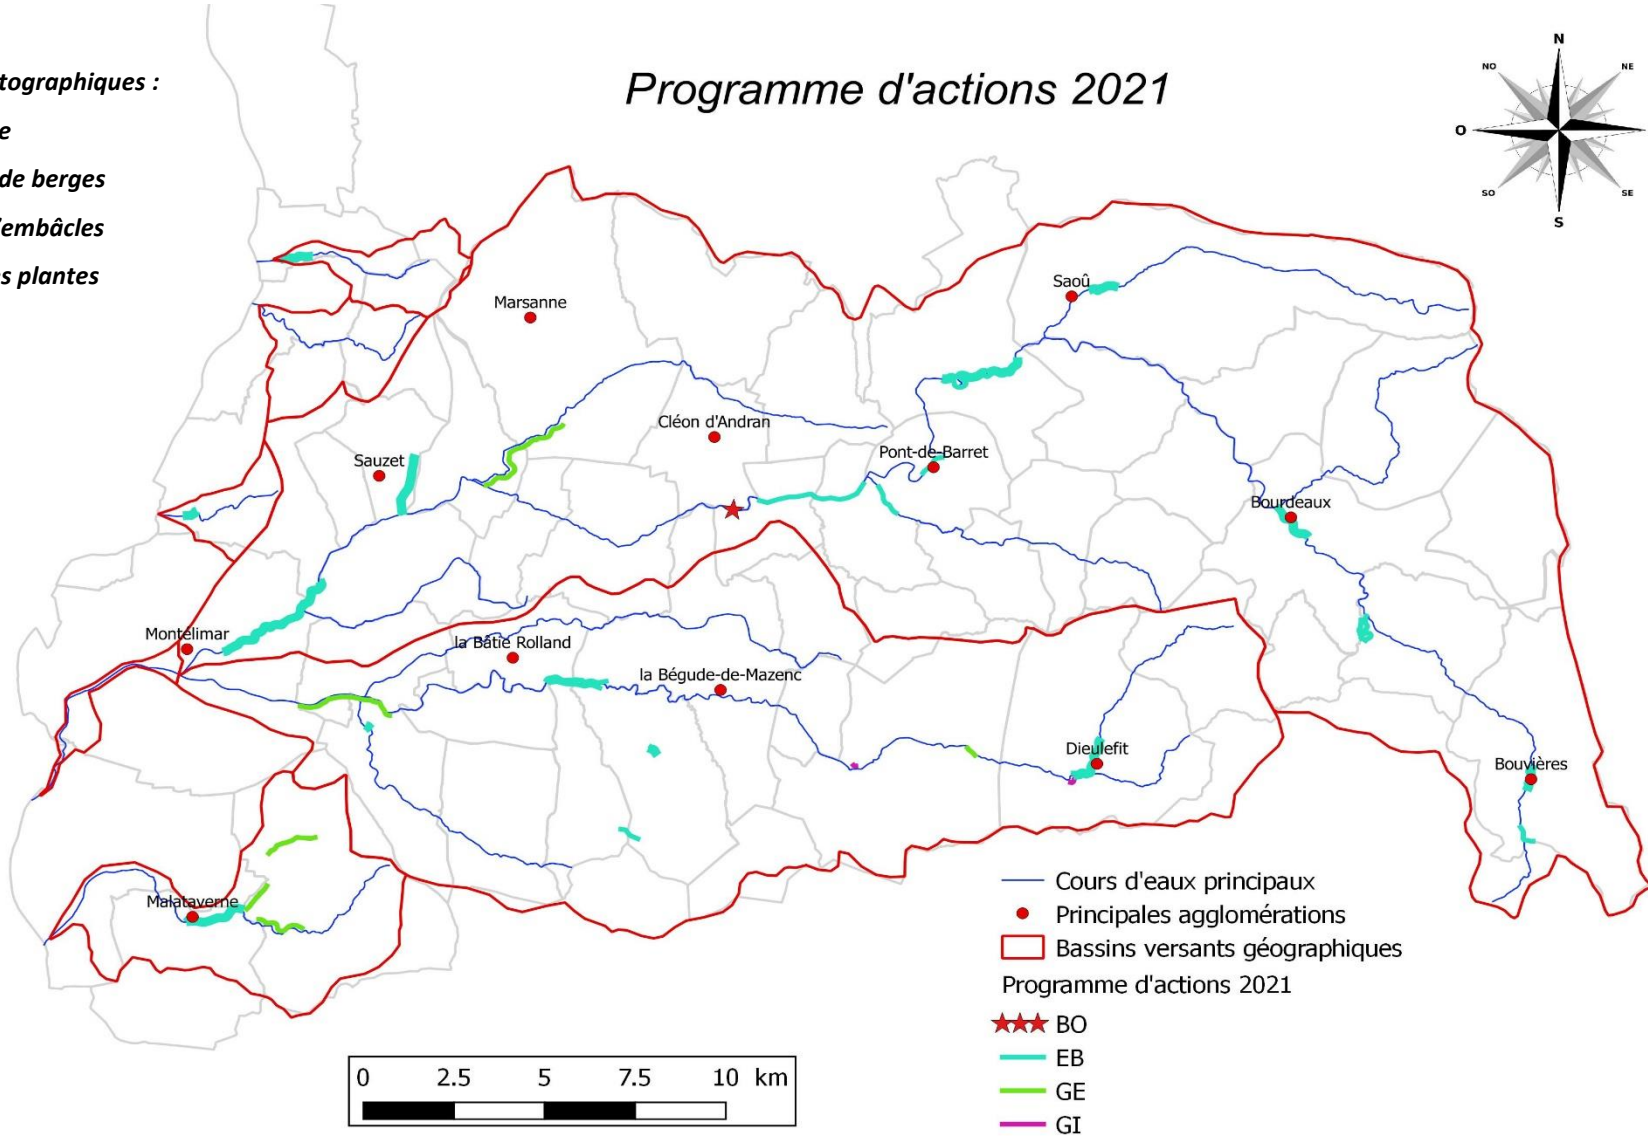 tographiques :
e
de berges
'embâcles
s plantes
Programme d'actions 2021
N
NO
NE
O
SO
SE
S
Saoû
Marsanne
Cléon d'Andran
Pont-de-Barret
Sauzet
Bourdeaux
Montélimar
la Bâtie Rolland
la Bégude-de-Mazenc
Dieulefit
Bouvières
Malataverne
Cours d'eaux principaux
Principales agglomérations
Bassins versants géographiques
Programme d'actions 2021
BO
EB
GE
GI
0 2.5 5 7.5 10 km